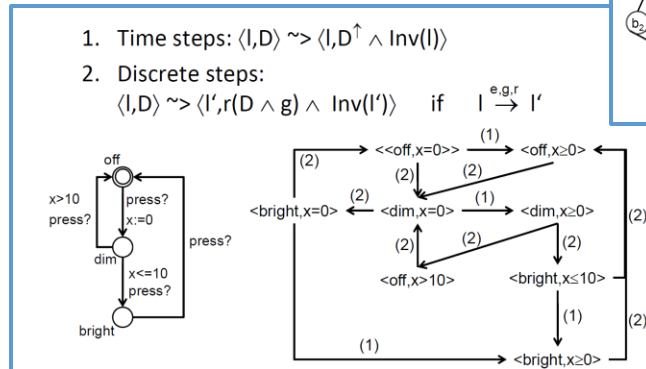 1. Time steps: ⟨l,D⟩ ~> ⟨l,D↑ ∧ Inv(l)⟩
2. Discrete steps:
⟨l,D⟩ ~> ⟨l‘,r(D ∧ g) ∧ Inv(l‘)⟩ if l e,g,r → l‘
b2
off
x>10
press?
press?
x:=0
press?
dim
x<=10
press?
bright
(1)
(2) <<off,x=0>> <off,x≥0>
(2) (2)
<bright,x=0> (2) <dim,x=0> (1) <dim,x≥0> (2)
(2) (2) (2)
<off,x>10> <bright,x≤10>
(1) (2)
(1)
<bright,x≥0>